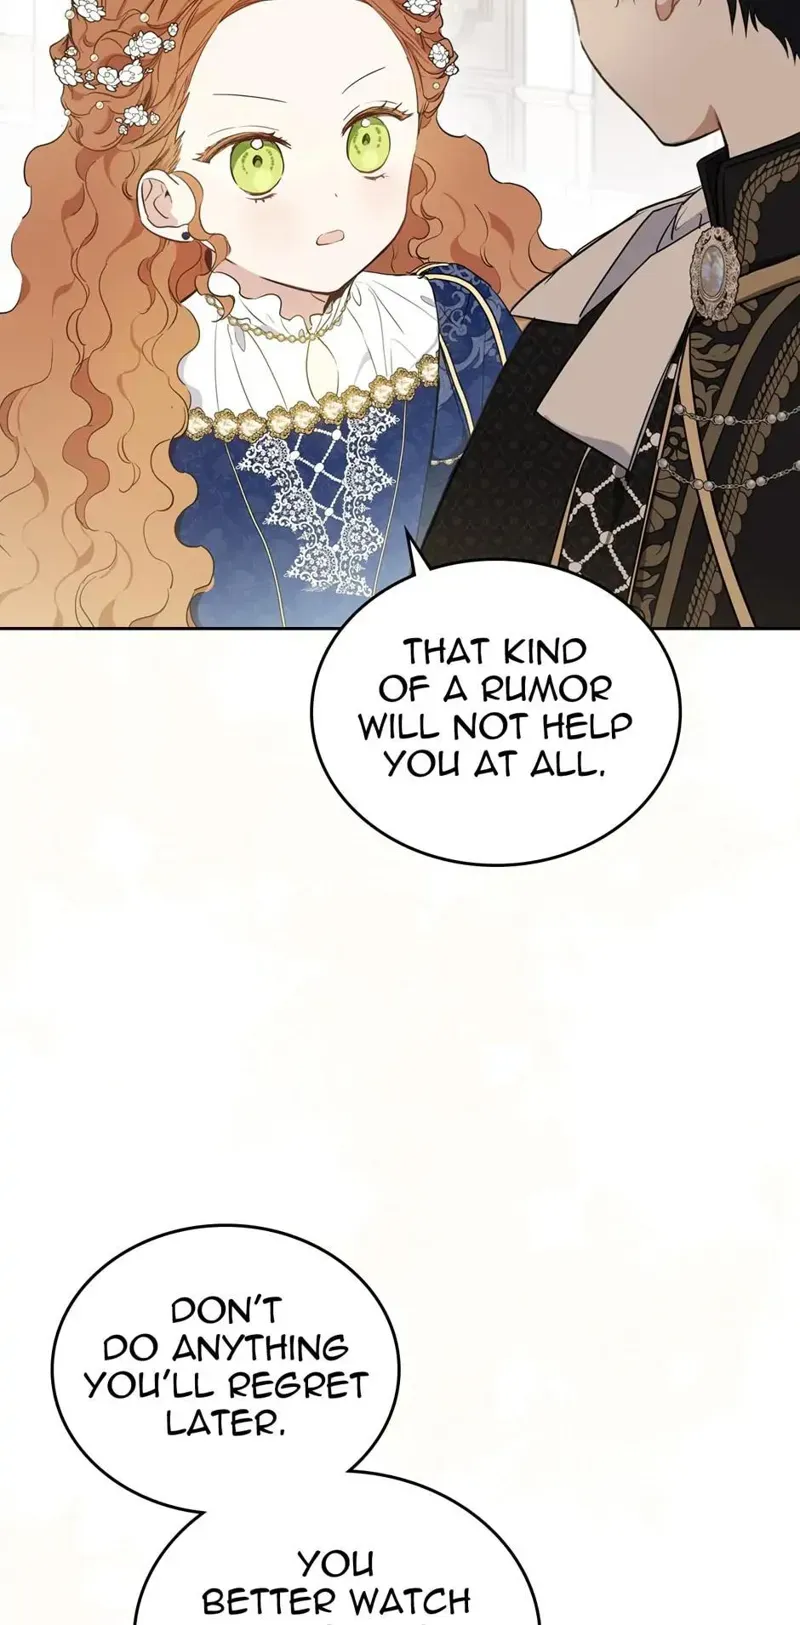 THAT KIND
OF A RUMOR
WILL NOT HELP
YOU AT ALL.
DON'T
DO ANYTHING
YOU'LL REGRET
LATER.
YOU
BETTER WATCH